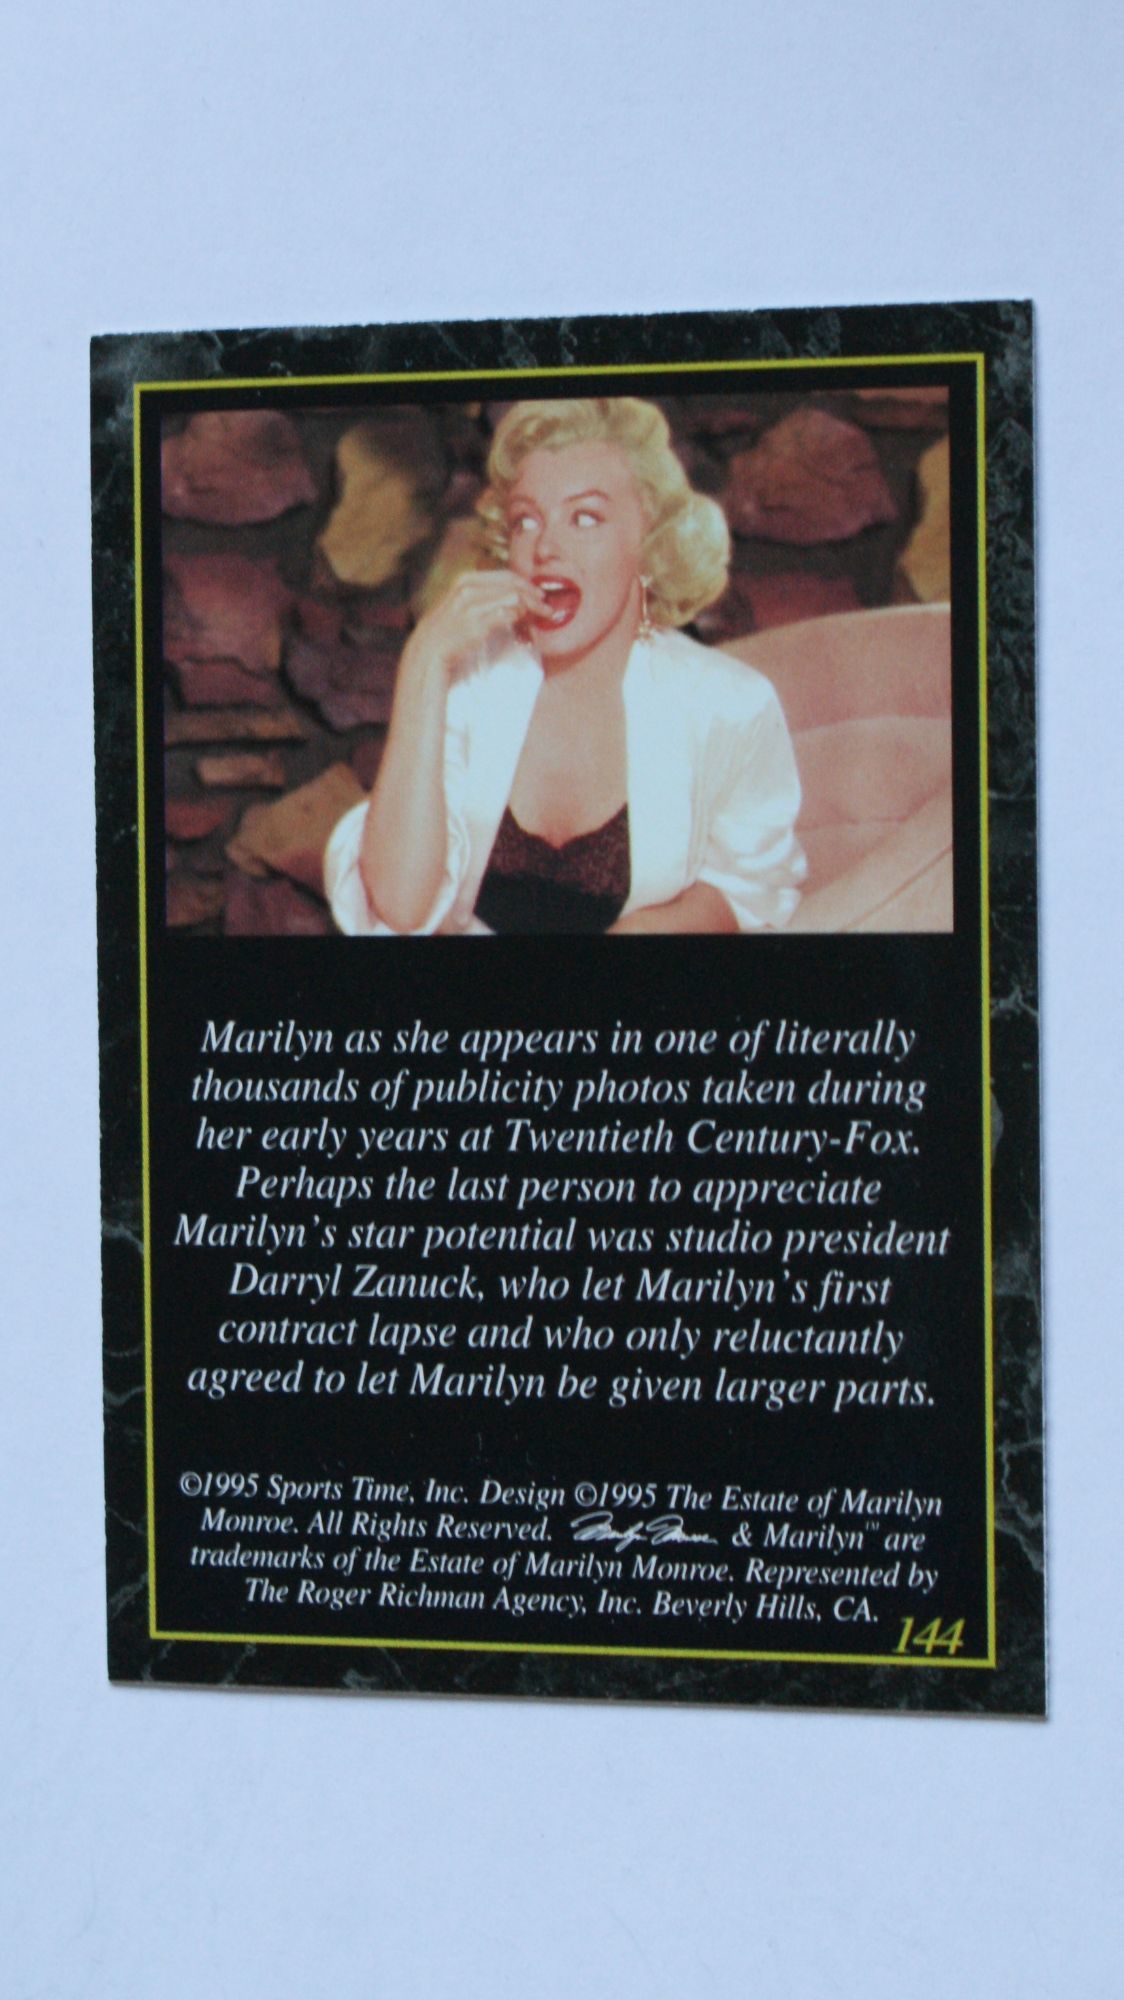 Marilyn as she appears in one of literally
thousands of publicity photos taken during
her early years at Twentieth Century-Fox.
Perhaps the last person to appreciate
Marilyn's star potential was studio president
Darryl Zanuck, who let Marilyn's first
contract lapse and who only reluctantly
agreed to let Marilyn be given larger parts.
©1995 Sports Time, Inc. Design ©1995 The Estate of Marilyn
Monroe. All Rights Reserved. Marilyn Monroe & Marilyn™ are
trademarks of the Estate of Marilyn Monroe. Represented by
The Roger Richman Agency, Inc. Beverly Hills, CA.
144